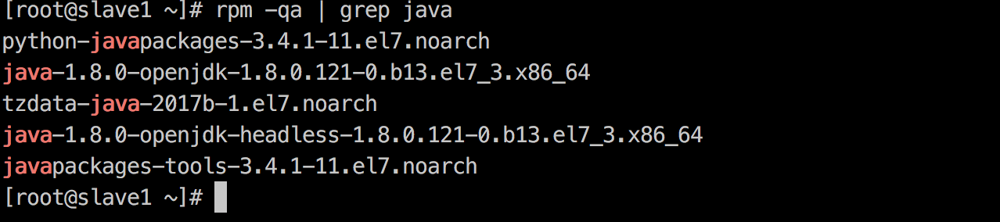 [root@slave1 ~]# rpm -qa | grep java
python-javapackages-3.4.1-11.el7.noarch
java-1.8.0-openjdk-1.8.0.121-0.b13.el7_3.x86_64
tzdata-java-2017b-1.el7.noarch
java-1.8.0-openjdk-headless-1.8.0.121-0.b13.el7_3.x86_64
javapackages-tools-3.4.1-11.el7.noarch
[root@slave1 ~]#